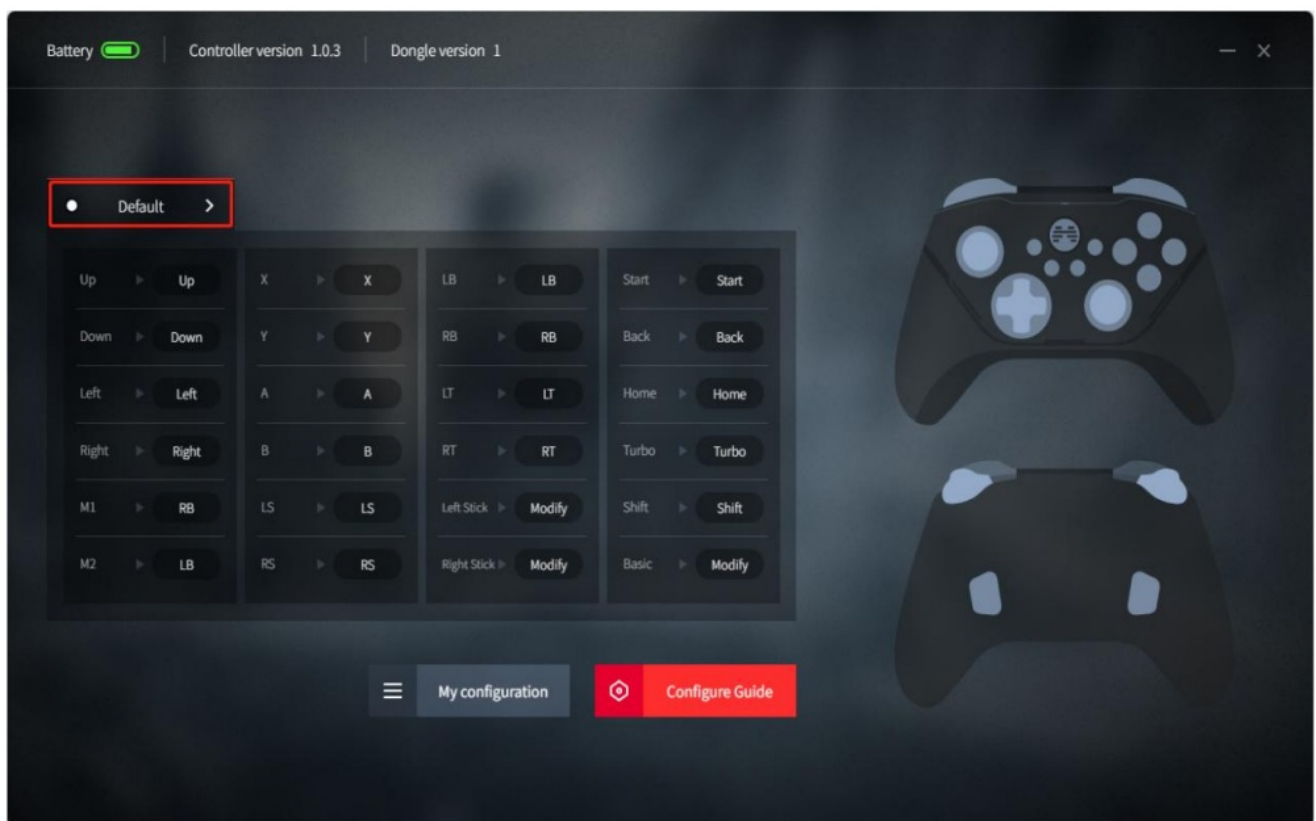 Battery Controller version 1.0.3 Dongle version 1
Default
Up Up X X LB LB Start Start
Down Down Y Y RB RB Back Back
Left Left A A LT LT Home Home
Right Right B B RT RT Turbo Turbo
M1 RB LS LS Left Stick Modify Shift Shift
M2 LB RS RS Right Stick Modify Basic Modify
My configuration Configure Guide